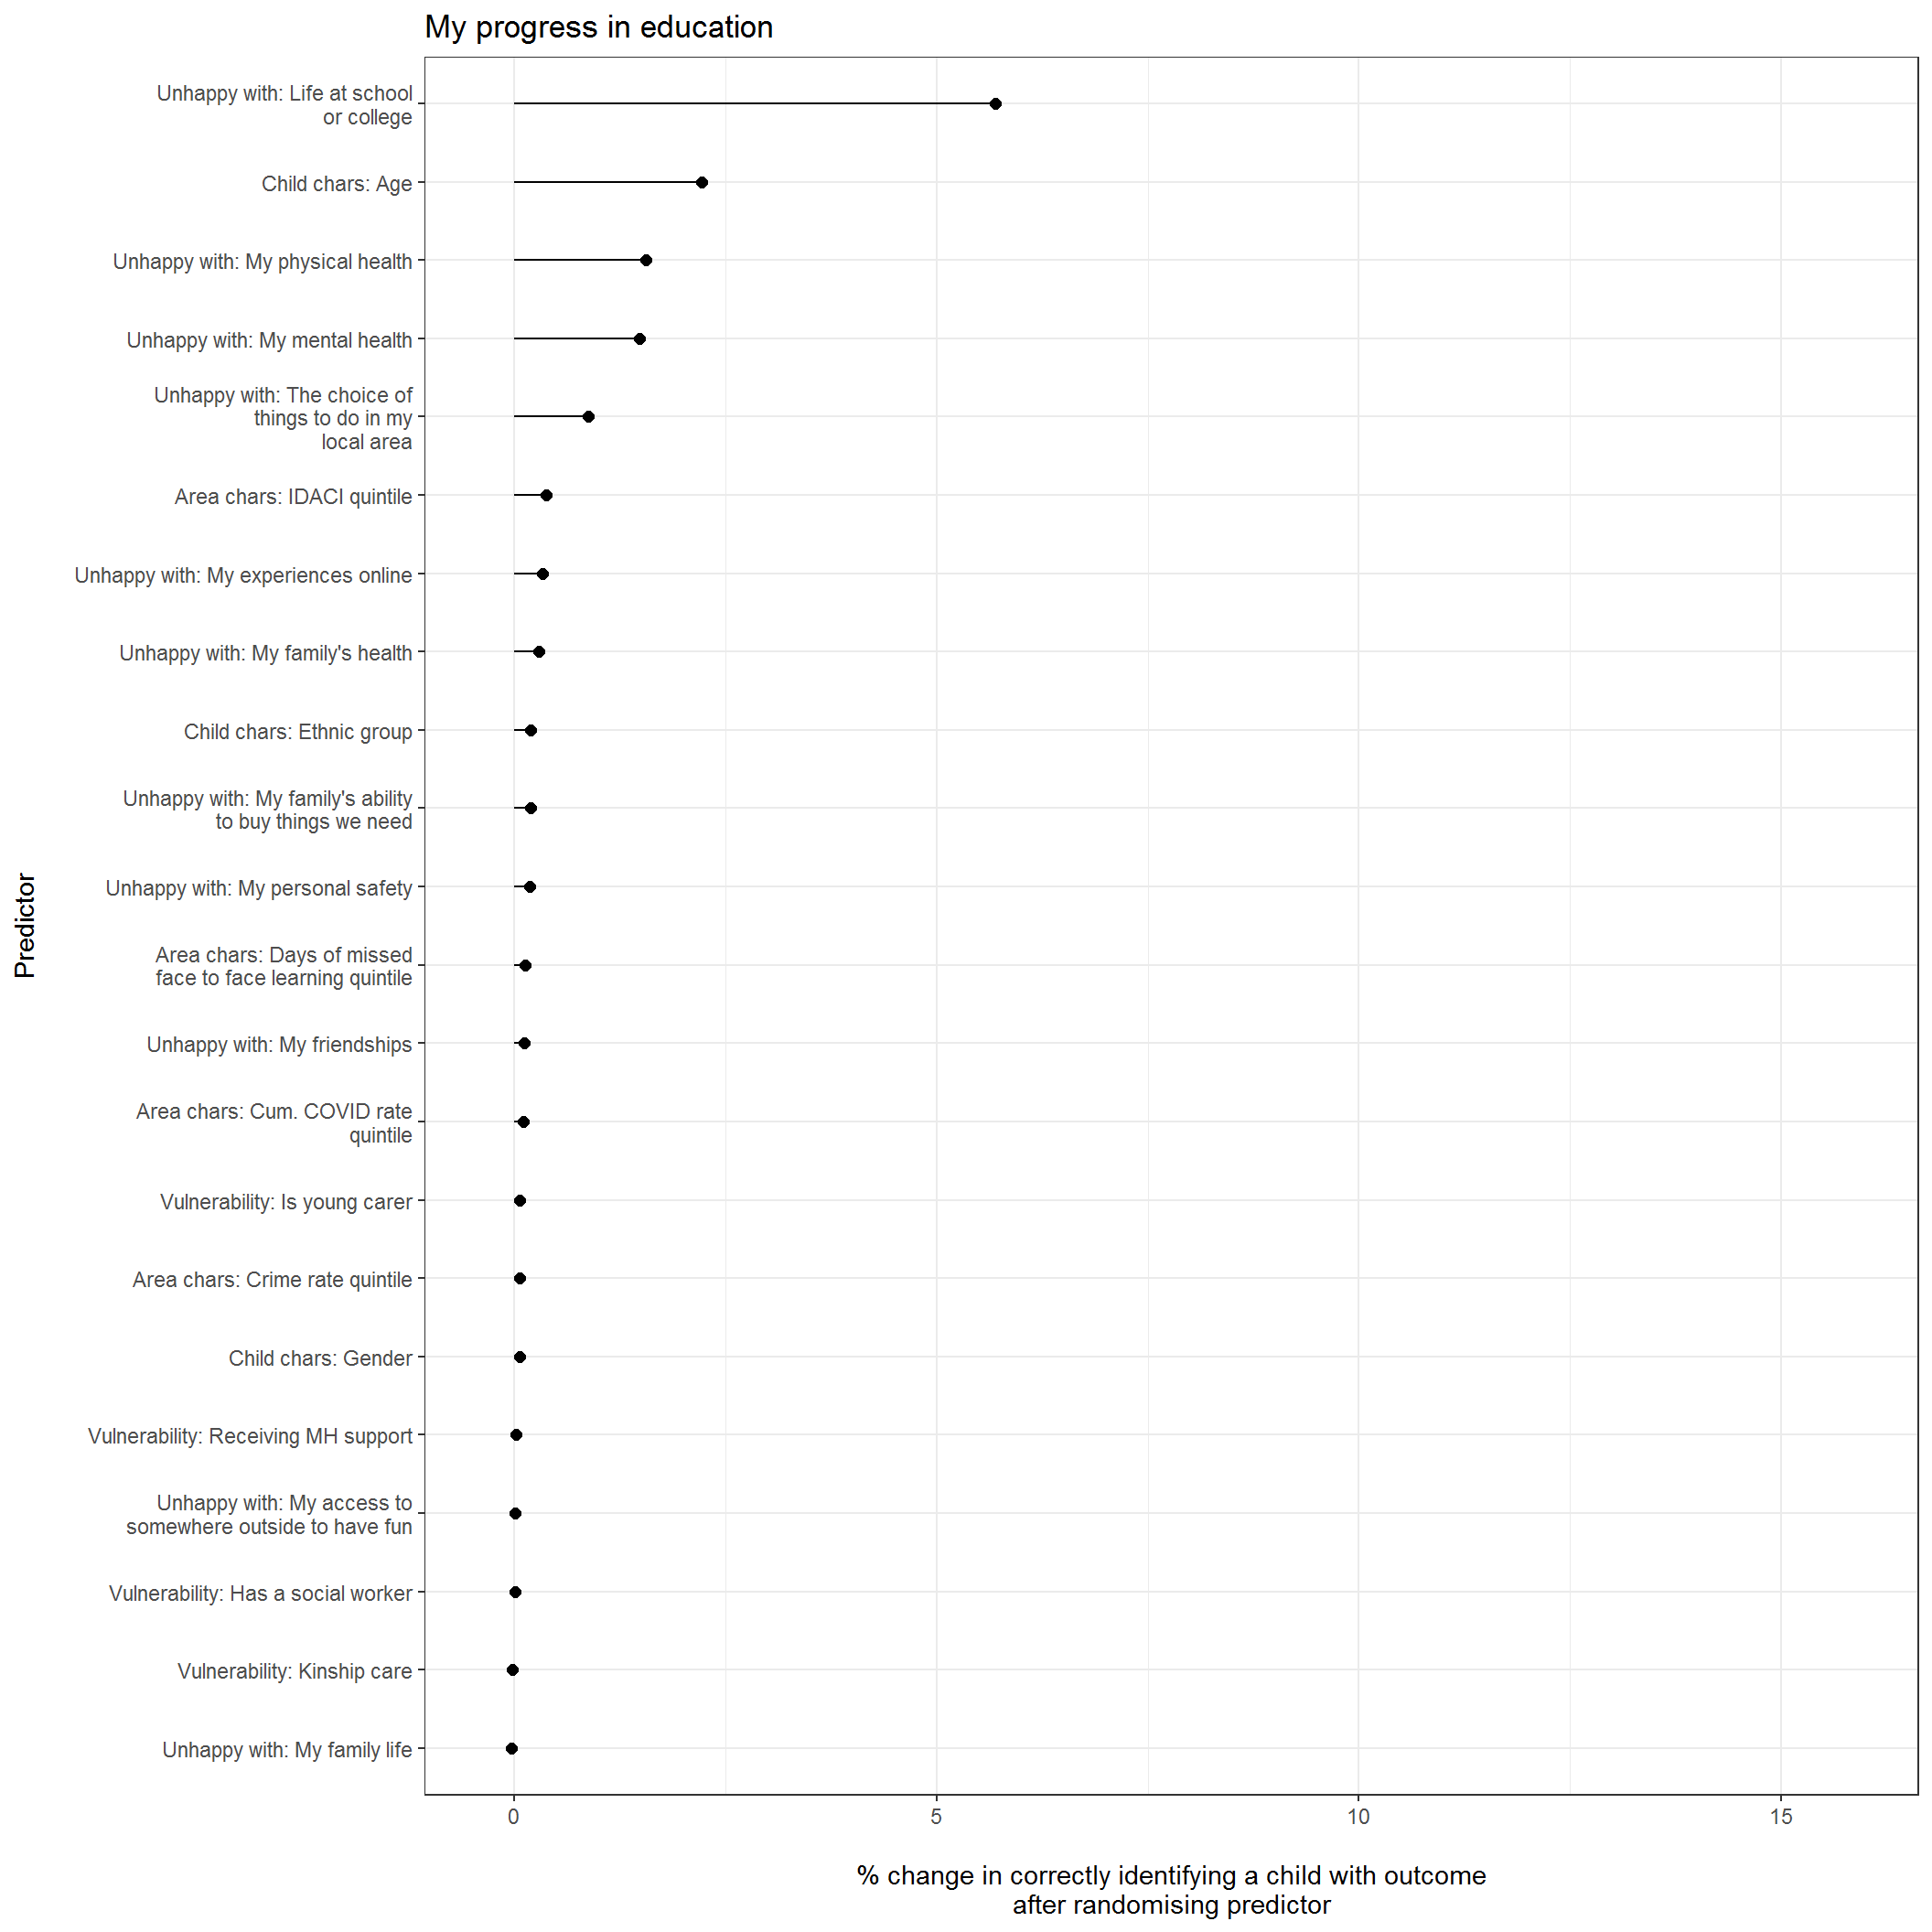 My progress in education
Unhappy with: Life at school
or college
Child chars: Age
Unhappy with: My physical health
Unhappy with: My mental health
Unhappy with: The choice of
things to do in my
local area
Area chars: IDACI quintile
Unhappy with: My experiences online
Unhappy with: My family's health
Child chars: Ethnic group
Unhappy with: My family's ability
to buy things we need
Unhappy with: My personal safety
Area chars: Days of missed
face to face learning quintile
Unhappy with: My friendships
Area chars: Cum. COVID rate
quintile
Vulnerability: Is young carer
Area chars: Crime rate quintile
Child chars: Gender
Vulnerability: Receiving MH support
Unhappy with: My access to
somewhere outside to have fun
Vulnerability: Has a social worker
Vulnerability: Kinship care
Unhappy with: My family life
Predictor
0 5 10 15
% change in correctly identifying a child with outcome
after randomising predictor